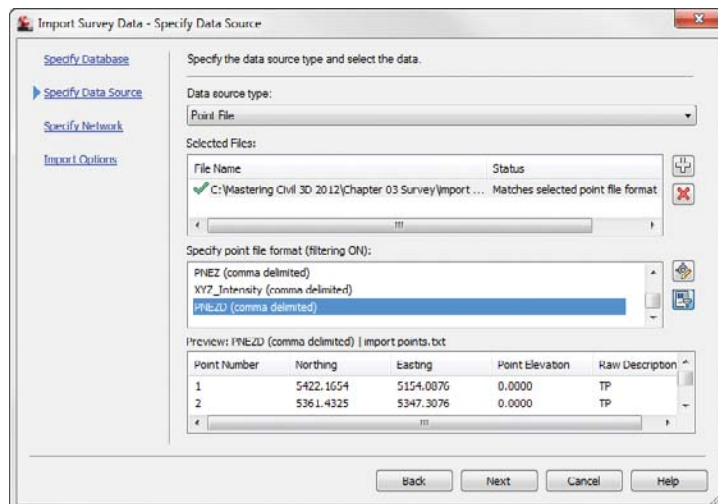 Import Survey Data - Specify Data Source
Specify Database
Specify Data Source
Specify Network
Import Options
Specify the data source type and select the data.
Data source type:
Point File
Selected Files:
File Name Status
C:\Mastering Civil 3D 2012\Chapter 03 Survey\import ... Matches selected point file format
Specify point file format (filtering ON):
PNEZ (comma delimited)
XYZ_Intensity (comma delimited)
PNEZD (comma delimited)
Preview: PNEZD (comma delimited) | import points.txt
Point Number Northing Easting Point Elevation Raw Description
1 5422.1654 5154.0876 0.0000 TP
2 5361.4325 5347.3076 0.0000 TP
Back Next Cancel Help